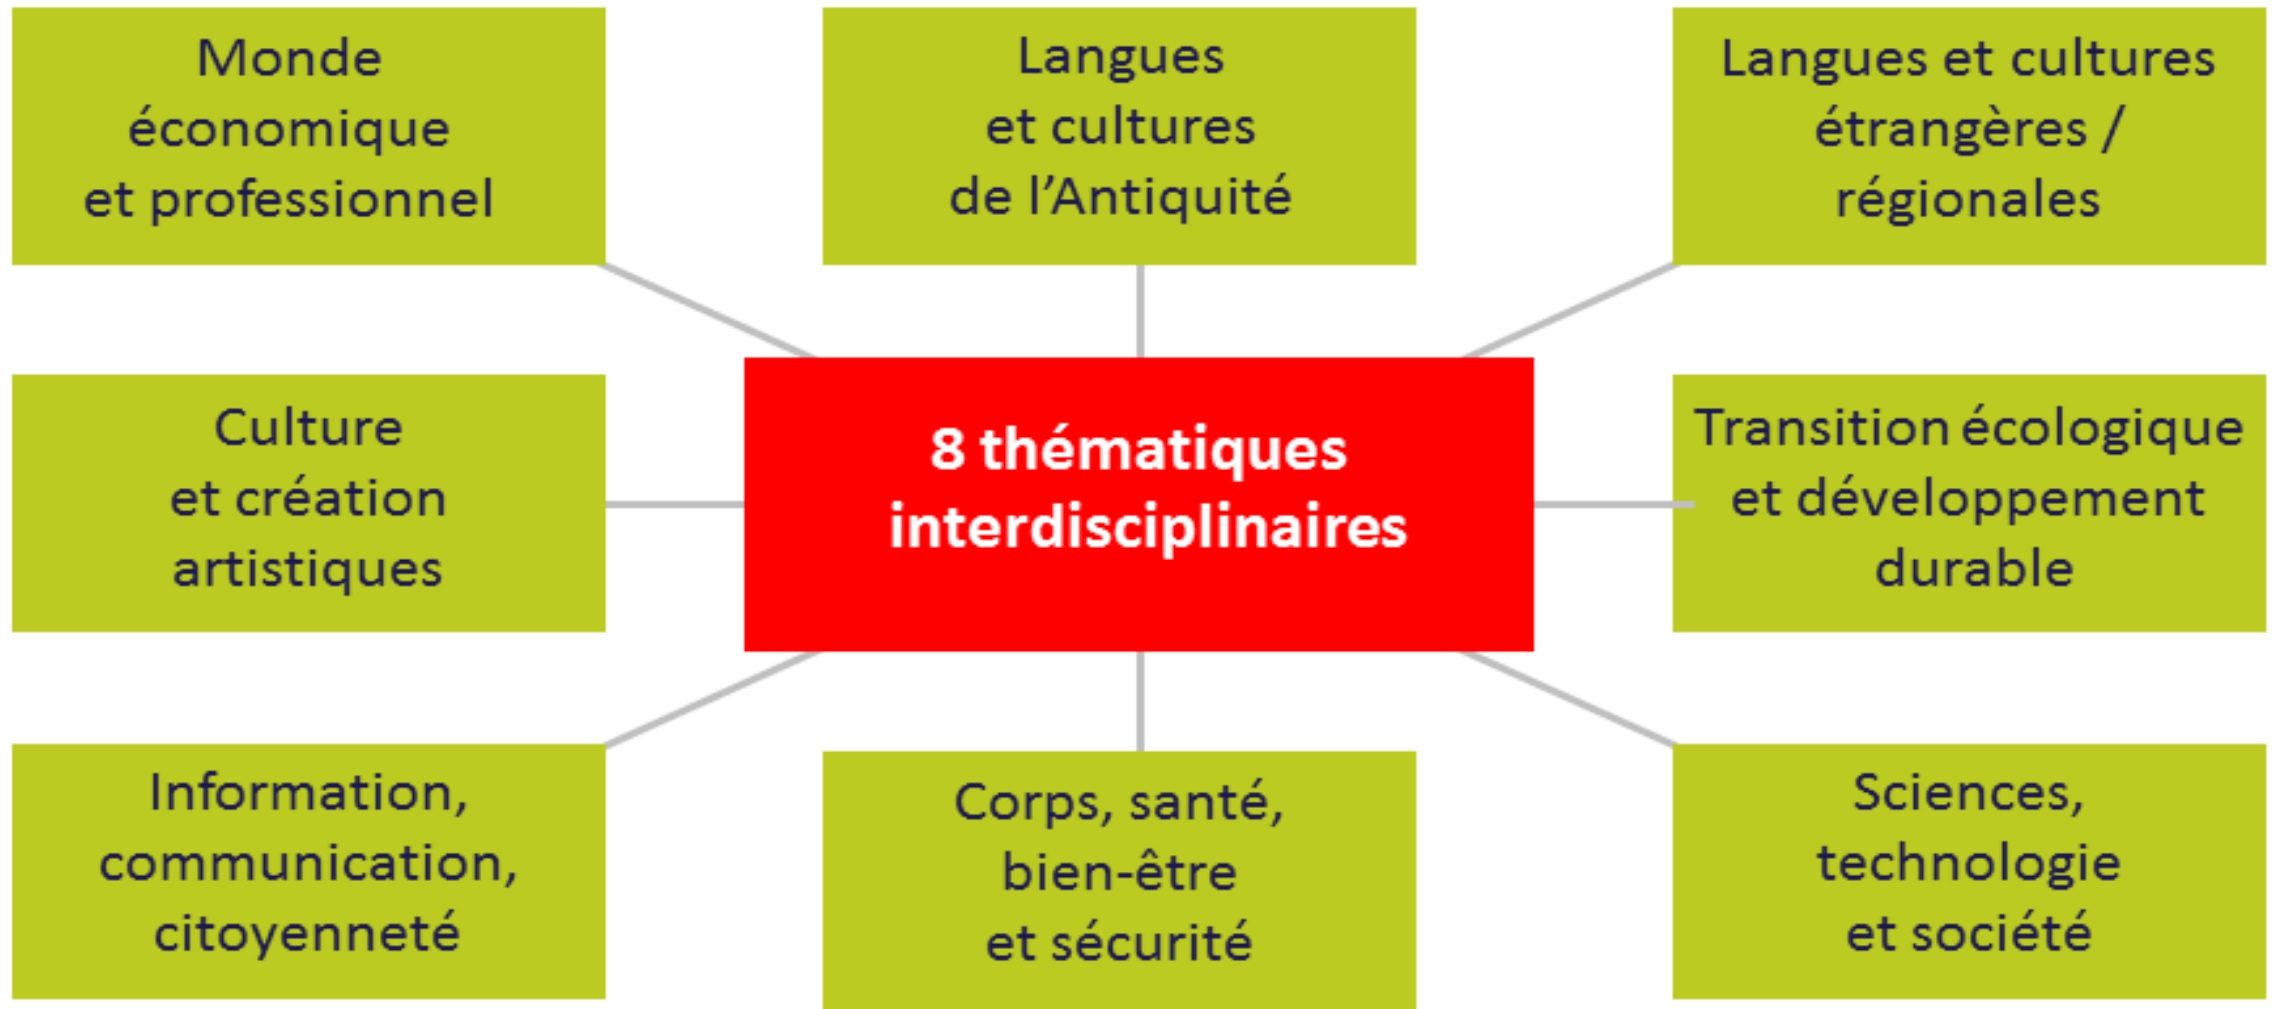 Monde
économique
et professionnel
Langues
et cultures
de l’Antiquité
Langues et cultures
étrangères /
régionales
Culture
et création
artistiques
8 thématiques
interdisciplinaires
Transition écologique
et développement
durable
Information,
communication,
citoyenneté
Corps, santé,
bien-être
et sécurité
Sciences,
technologie
et société